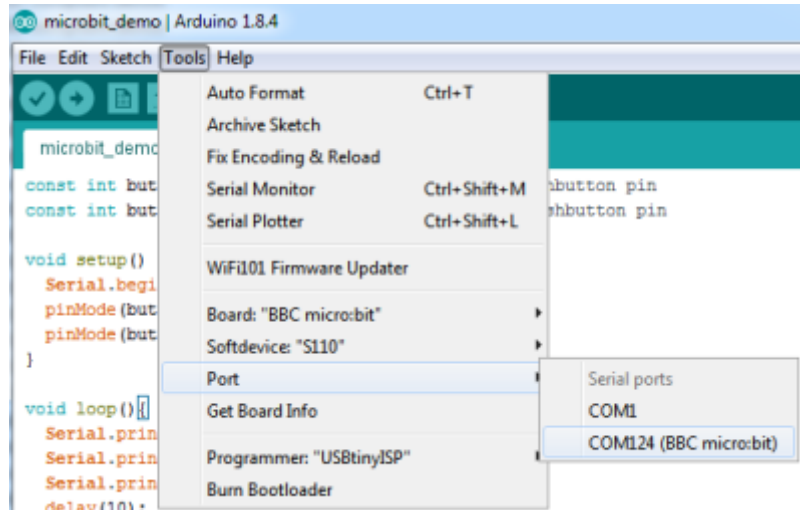 microbit_demo | Arduino 1.8.4
File Edit Sketch Tools Help
microbit_demo
Auto Format Ctrl+T
Archive Sketch
Fix Encoding & Reload
Serial Monitor Ctrl+Shift+M
Serial Plotter Ctrl+Shift+L
WiFi101 Firmware Updater
Board: "BBC micro:bit"
Softdevice: "S110"
Port
Get Board Info
Programmer: "USBtinyISP"
Burn Bootloader
Serial ports
COM1
COM124 (BBC micro:bit)
const int but hbutton pin
const int but shbutton pin
void setup()
Serial.begi
pinMode(but
pinMode(but
}
void loop(){
Serial.prin
Serial.prin
Serial.prin
delay(10);